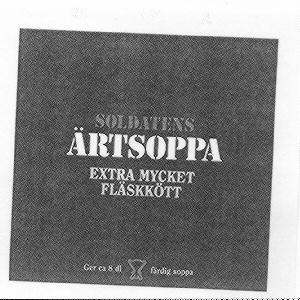 SOLDATENS
ÄRTSOPPA
EXTRA MYCKET
FLÄSKKÖTT
Ger ca 8 dl färdig soppa